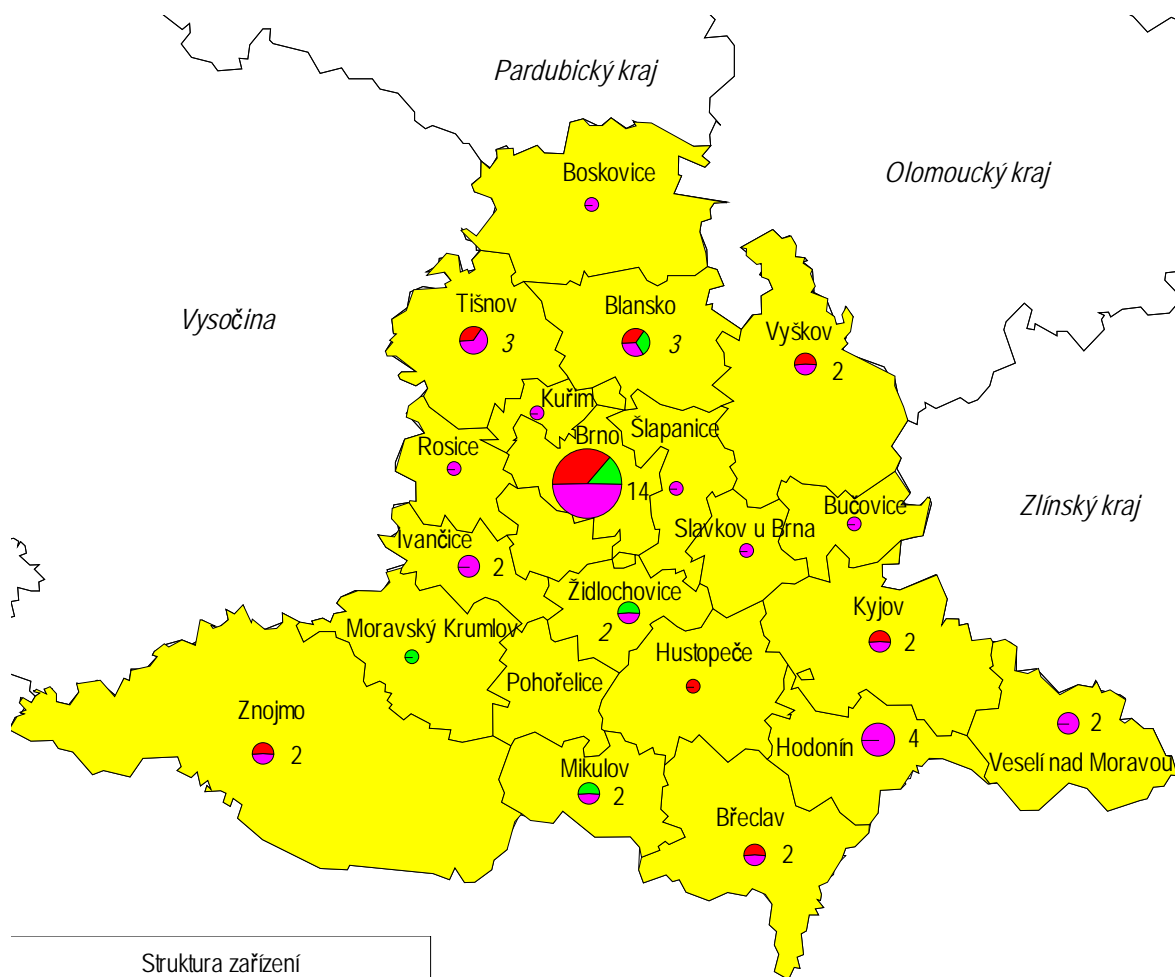 Pardubický kraj
Boskovice
Olomoucký kraj
Vysočina
Tišnov
3
Blansko
3
Vyškov
2
Kuřim
Brno
14
Šlapanice
Rosice
Bučovice
Zlínský kraj
Slavkov u Brna
Ivančice
2
Židlochovice
2
Kyjov
2
Moravský Krumlov
Hustopeče
Pohořelice
Znojmo
2
Hodonín
4
2
Veselí nad Moravou
Mikulov
2
Břeclav
2
Struktura zařízení